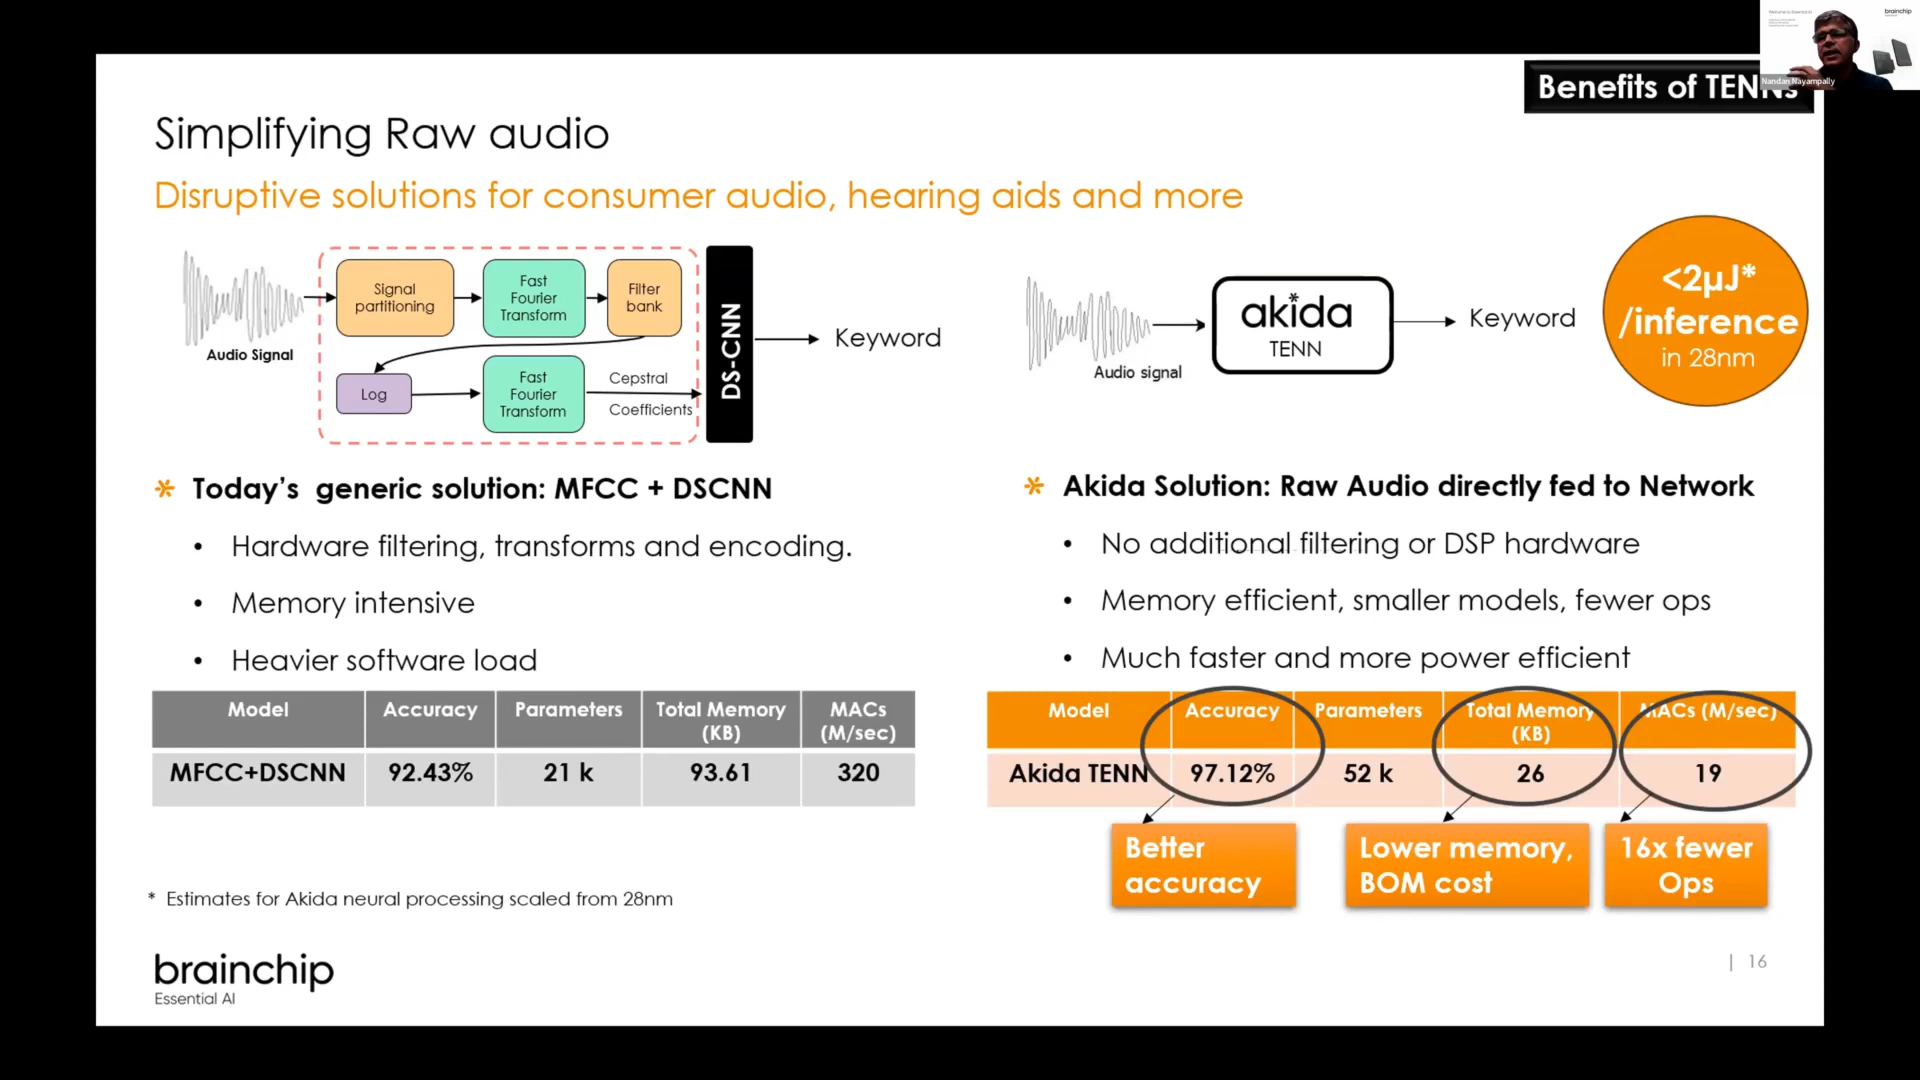 Benefits of TENNs
brainchip
Nandan Nayampally
Simplifying Raw audio
Disruptive solutions for consumer audio, hearing aids and more
Audio Signal
Signal
partitioning
Fast
Fourier
Transform
Filter
bank
Log
Fast
Fourier
Transform
Cepstral
Coefficients
DS-CNN
Keyword
Audio signal
akida
TENN
Keyword
<2µJ*
/inference
in 28nm
* Today's generic solution: MFCC + DSCNN
• Hardware filtering, transforms and encoding.
• Memory intensive
• Heavier software load
Model Accuracy Parameters Total Memory (KB) MACs (M/sec)
MFCC+DSCNN 92.43% 21 k 93.61 320
* Akida Solution: Raw Audio directly fed to Network
• No additional filtering or DSP hardware
• Memory efficient, smaller models, fewer ops
• Much faster and more power efficient
Model Accuracy Parameters Total Memory (KB) MACs (M/sec)
Akida TENN 97.12% 52 k 26 19
Better
accuracy
Lower memory,
BOM cost
16x fewer
Ops
* Estimates for Akida neural processing scaled from 28nm
brainchip
Essential AI
| 16